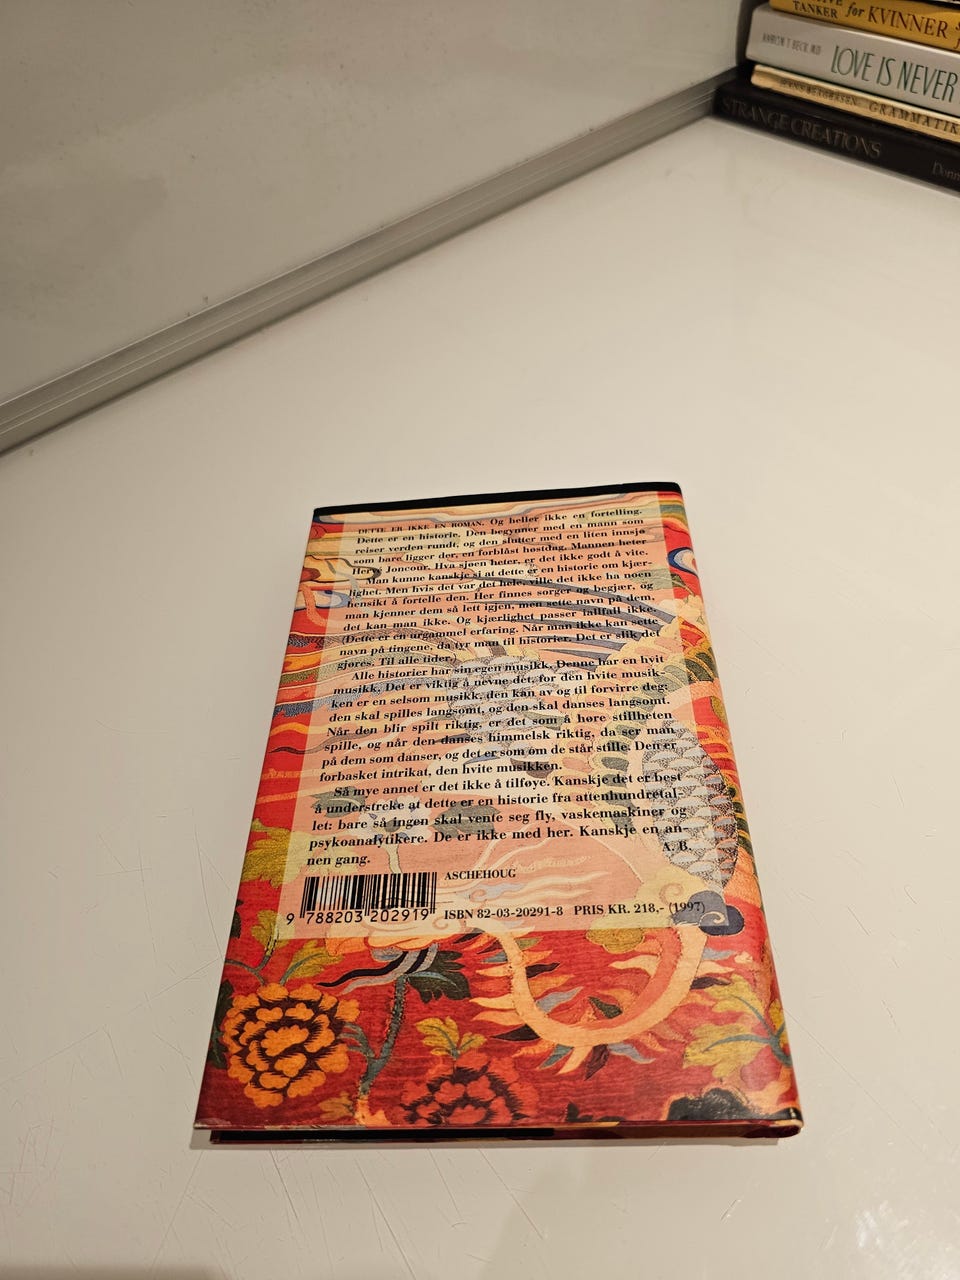 TANKER for KVINNER
AARON T BECK MD LOVE IS NEVER
HANS BERGHUSEN: GRAMMATIK
STRANGE CREATIONS
DETTE ER IKKE EN ROMAN. Og heller ikke en fortelling.
Dette er en historie. Den begynner med en mann som
reiser verden rundt, og den slutter med en liten innsjø
som bare ligger der, en forblåst høstdag. Mannen heter
Hervé Joncour. Hva sjøen heter, er det ikke godt å vite.
Man kunne kanskje si at dette er en historie om kjær-
lighet. Men hvis det var det hele, ville det ikke ha noen
hensikt å fortelle den. Her finnes sorger og begjær, og
man kjenner dem så lett igjen, men sette navn på dem,
det kan man ikke. Og kjærlighet passer iallfall ikke.
(Dette er en urgammel erfaring. Når man ikke kan sette
navn på tingene, da tyr man til historier. Det er slik det
gjøres. Til alle tider.)
Alle historier har sin egen musikk. Denne har en hvit
musikk. Det er viktig å nevne det, for den hvite musik-
ken er en selsom musikk, den kan av og til forvirre deg:
den skal spilles langsomt, og den skal danses langsomt.
Når den blir spilt riktig, er det som å høre stillheten
spille, og når den danses himmelsk riktig, da ser man
på dem som danser, og det er som om de står stille. Den er
forbasket intrikat, den hvite musikken.
Så mye annet er det ikke å tilføye. Kanskje det er best
å understreke at dette er en historie fra attenhundretal-
let: bare så ingen skal vente seg fly, vaskemaskiner og
psykoanalytikere. De er ikke med her. Kanskje en an-
nen gang.
A. B.
ASCHEHOUG
ISBN 82-03-20291-8 PRIS KR. 218,- (1997)
9 788203 202919